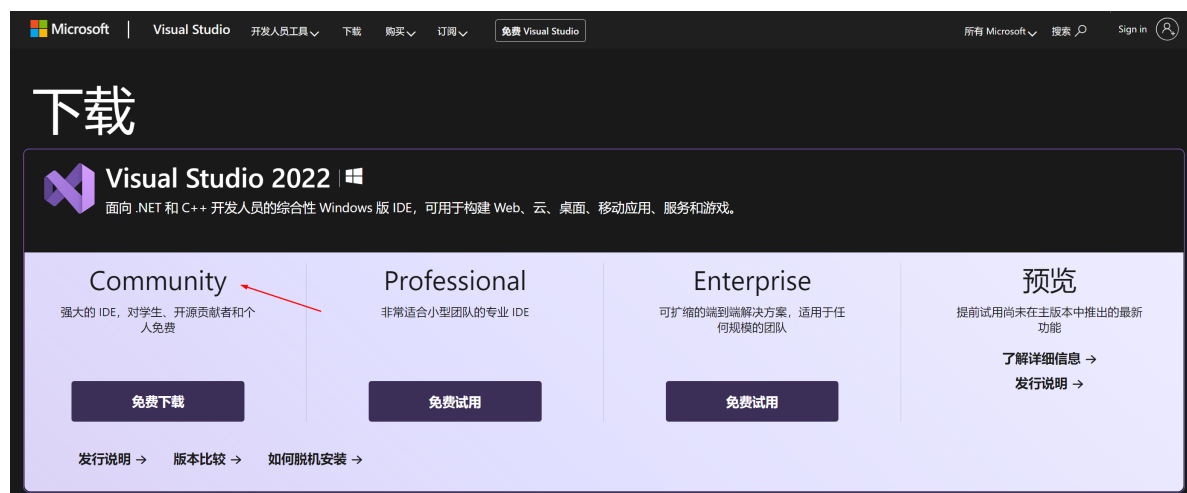 Microsoft Visual Studio 开发人员工具 下载 购买 订阅 免费 Visual Studio 所有 Microsoft 搜索 Sign in
下载
Visual Studio 2022
面向 .NET 和 C++ 开发人员的综合性 Windows 版 IDE，可用于构建 Web、云、桌面、移动应用、服务和游戏。
Community
强大的 IDE，对学生、开源贡献者和个
人免费
免费下载
Professional
非常适合小型团队的专业 IDE
免费试用
Enterprise
可扩缩的端到端解决方案，适用于任
何规模的团队
免费试用
预览
提前试用尚未在主版本中推出的最新
功能
了解详细信息 →
发行说明 →
发行说明 → 版本比较 → 如何脱机安装 →